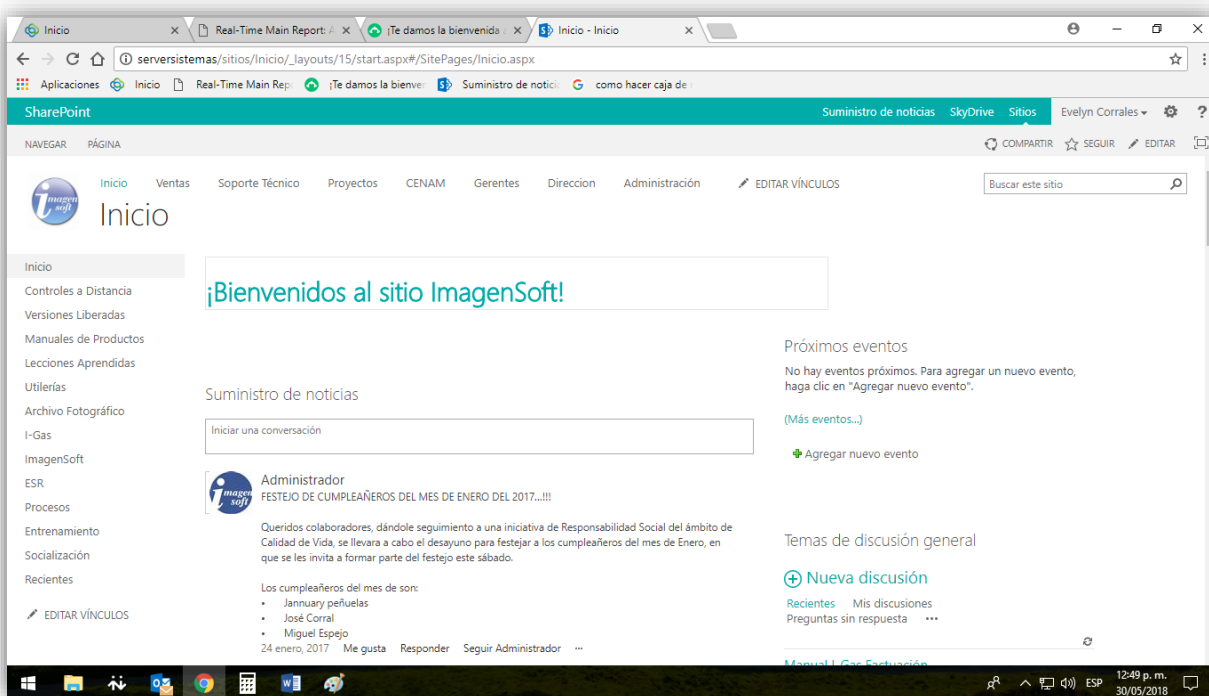 Inicio
Real-Time Main Report: A
¡Te damos la bienvenida a
Inicio - Inicio
serversistemas/sitios/Inicio/_layouts/15/start.aspx#/SitePages/Inicio.aspx
Aplicaciones Inicio Real-Time Main Rep ¡Te damos la bienven Suministro de notici G como hacer caja de
SharePoint
Suministro de noticias SkyDrive Sitios Evelyn Corrales ?
NAVEGAR PÁGINA
COMPARTIR SEGUIR EDITAR
imagen soft
Inicio Ventas Soporte Técnico Proyectos CENAM Gerentes Direccion Administración EDITAR VÍNCULOS
Buscar este sitio
Inicio
Inicio
Controles a Distancia
Versiones Liberadas
Manuales de Productos
Lecciones Aprendidas
Utilerías
Archivo Fotográfico
I-Gas
ImagenSoft
ESR
Procesos
Entrenamiento
Socialización
Recientes
EDITAR VÍNCULOS
¡Bienvenidos al sitio ImagenSoft!
Suministro de noticias
Iniciar una conversación
imagen soft
Administrador
FESTEJO DE CUMPLEAÑEROS DEL MES DE ENERO DEL 2017...!!!
Queridos colaboradores, dándole seguimiento a una iniciativa de Responsabilidad Social del ámbito de
Calidad de Vida, se llevara a cabo el desayuno para festejar a los cumpleañeros del mes de Enero, en
que se les invita a formar parte del festejo este sábado.
Los cumpleañeros del mes de son:
• Jannuary peñuelas
• José Corral
• Miguel Espejo
24 enero, 2017 Me gusta Responder Seguir Administrador ...
Próximos eventos
No hay eventos próximos. Para agregar un nuevo evento,
haga clic en "Agregar nuevo evento".
(Más eventos...)
Agregar nuevo evento
Temas de discusión general
Nueva discusión
Recientes Mis discusiones
Preguntas sin respuesta ...
Manual I-Gas Factuación
ESP
12:49 p. m.
30/05/2018